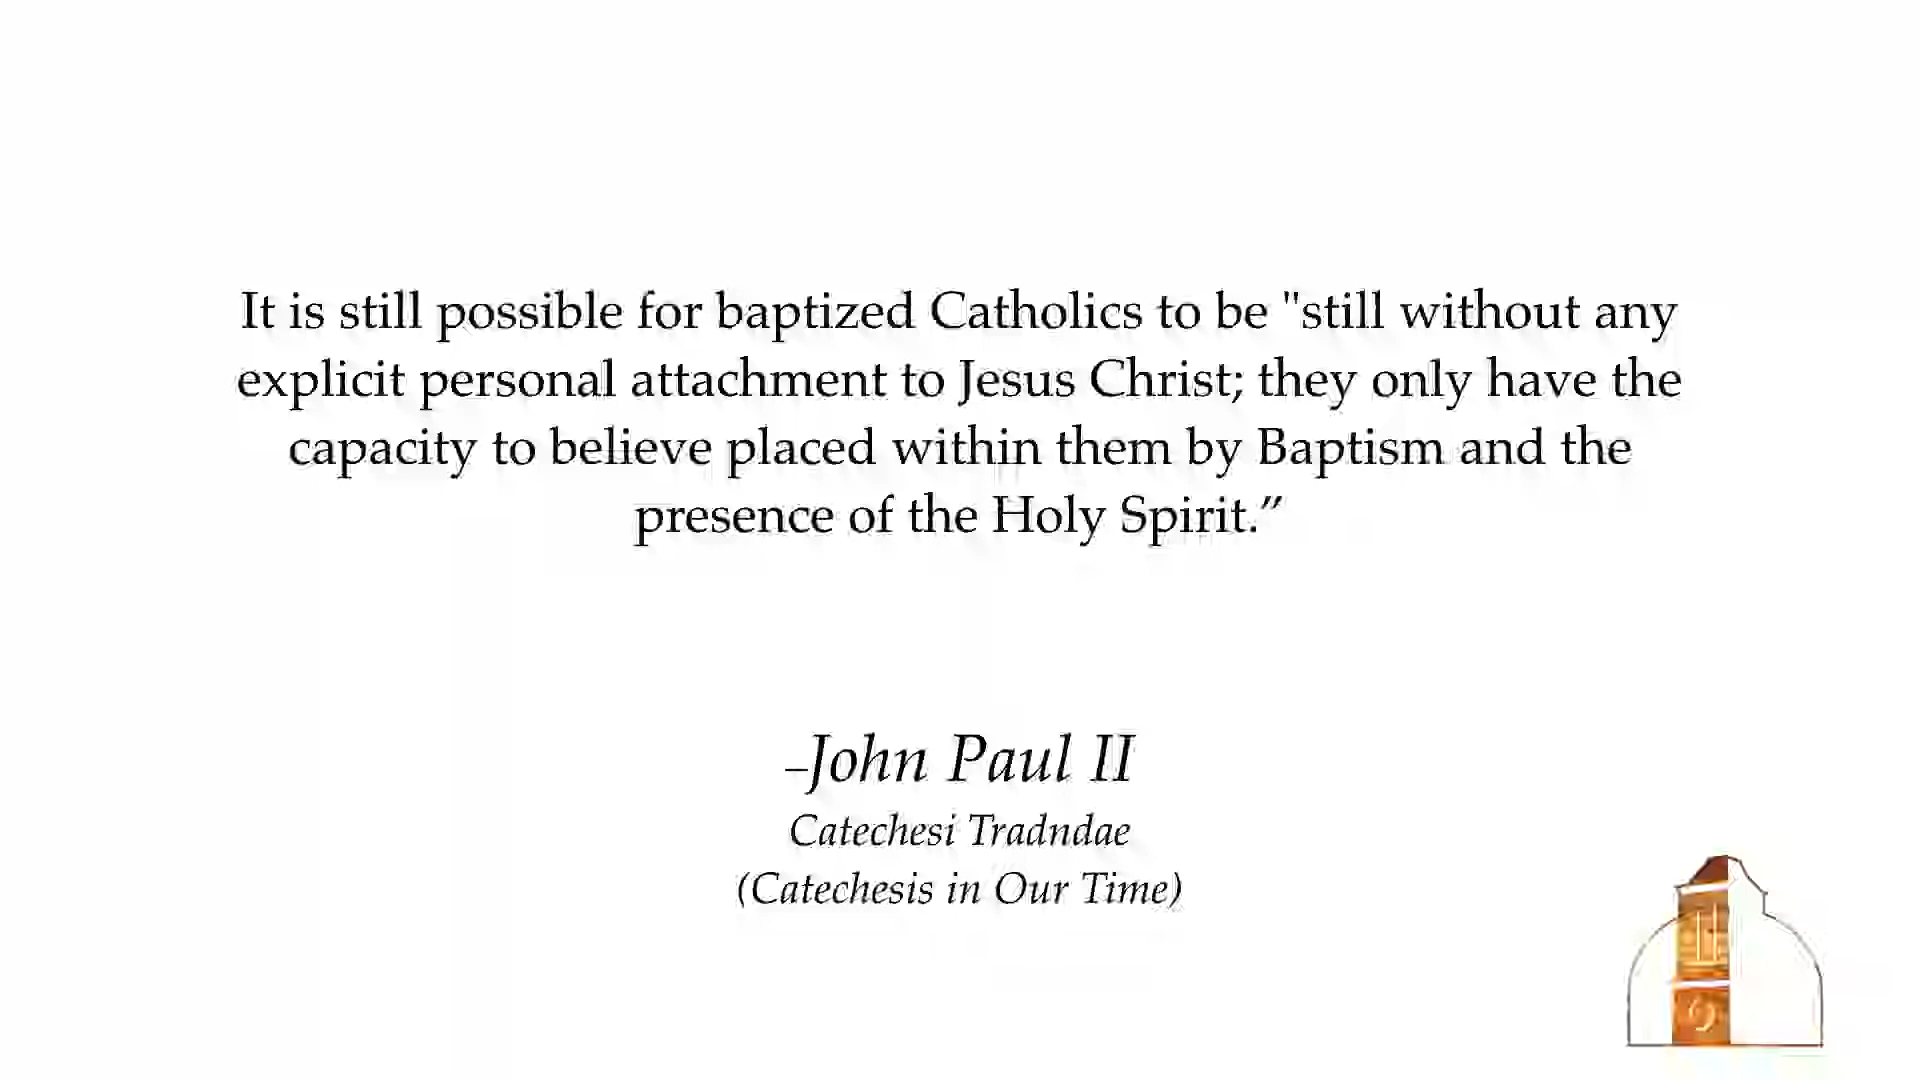 It is still possible for baptized Catholics to be "still without any
explicit personal attachment to Jesus Christ; they only have the
capacity to believe placed within them by Baptism and the
presence of the Holy Spirit.”
–John Paul II
Catechesi Tradndae
(Catechesis in Our Time)